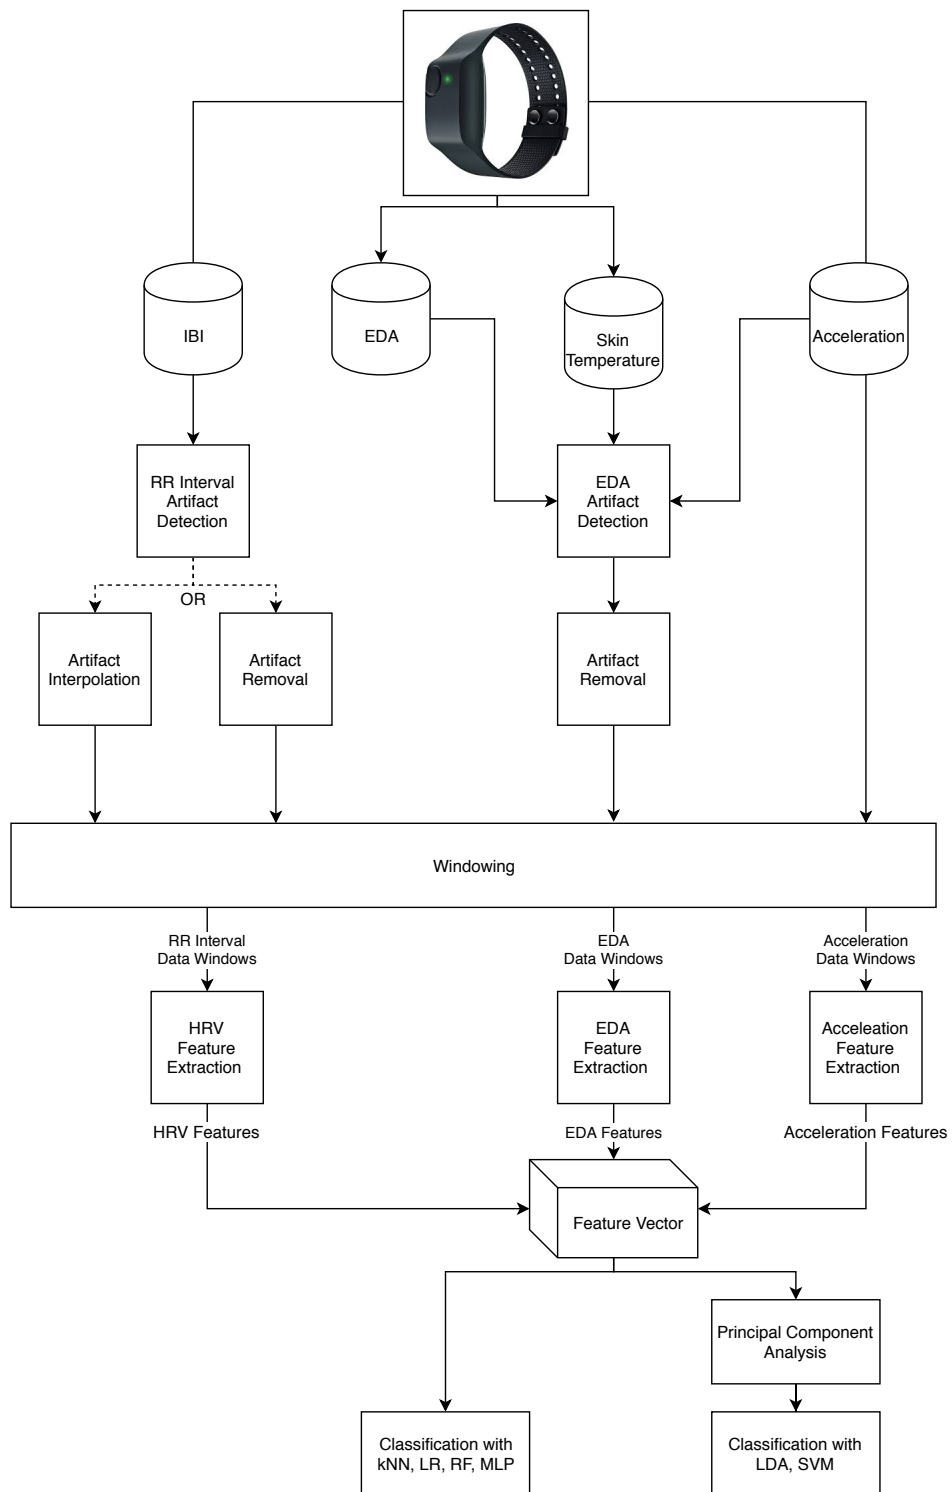 IBI
EDA
Skin
Temperature
Acceleration
RR Interval
Artifact
Detection
EDA
Artifact
Detection
OR
Artifact
Interpolation
Artifact
Removal
Artifact
Removal
Windowing
RR Interval
Data Windows
EDA
Data Windows
Acceleration
Data Windows
HRV
Feature
Extraction
EDA
Feature
Extraction
Acceleation
Feature
Extraction
HRV Features
EDA Features
Acceleration Features
Feature Vector
Principal Component
Analysis
Classification with
kNN, LR, RF, MLP
Classification with
LDA, SVM